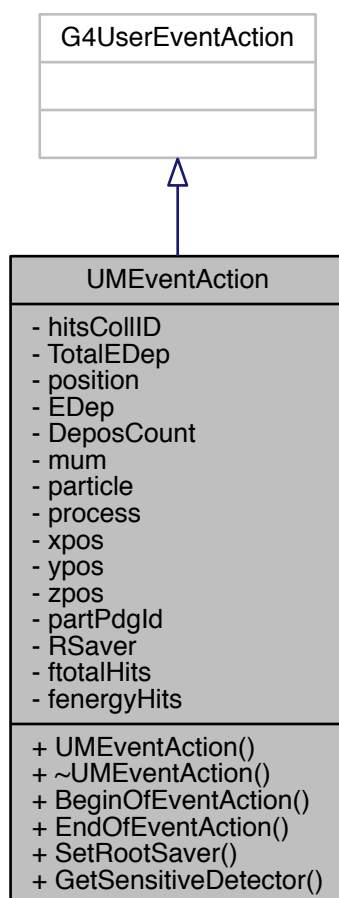 G4UserEventAction
UMEventAction
- hitsCollID
- TotalEDep
- position
- EDep
- DeposCount
- mum
- particle
- process
- xpos
- ypos
- zpos
- partPdgId
- RSaver
- ftotalHits
- fenergyHits
+ UMEventAction()
+ ~UMEventAction()
+ BeginOfEventAction()
+ EndOfEventAction()
+ SetRootSaver()
+ GetSensitiveDetector()